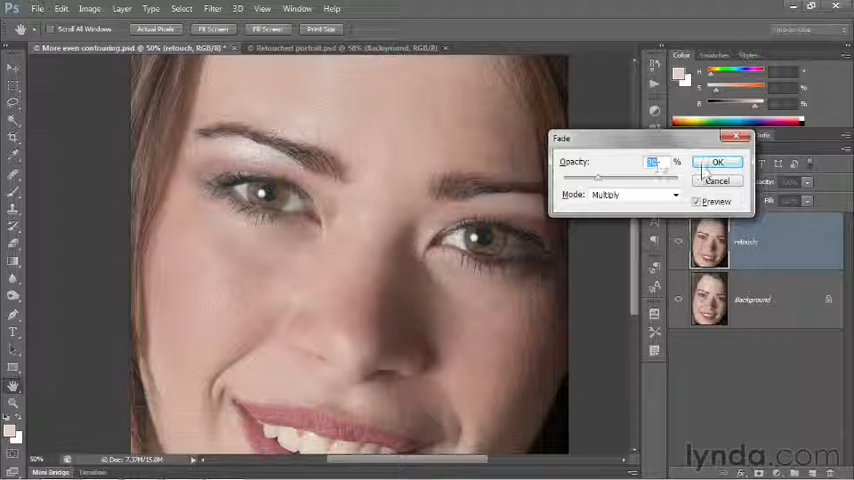 Ps File Edit Image Layer Type Select Filter 3D View Window Help
Scroll All Windows Actual Pixels Fit Screen Fill Screen Print Size
More even contouring.psd @ 50% (retouch, RGB/8) * Retouched portrait.psd @ 50% (Background, RGB/8)
Color Swatches Styles
H
S %
B %
Fade
Opacity: %
OK
Cancel
Mode: Multiply
Preview
Opacity:
Fill:
retouch
Background
50% Doc: 7.37M/15.0M
Mini Bridge Timeline
lynda.com